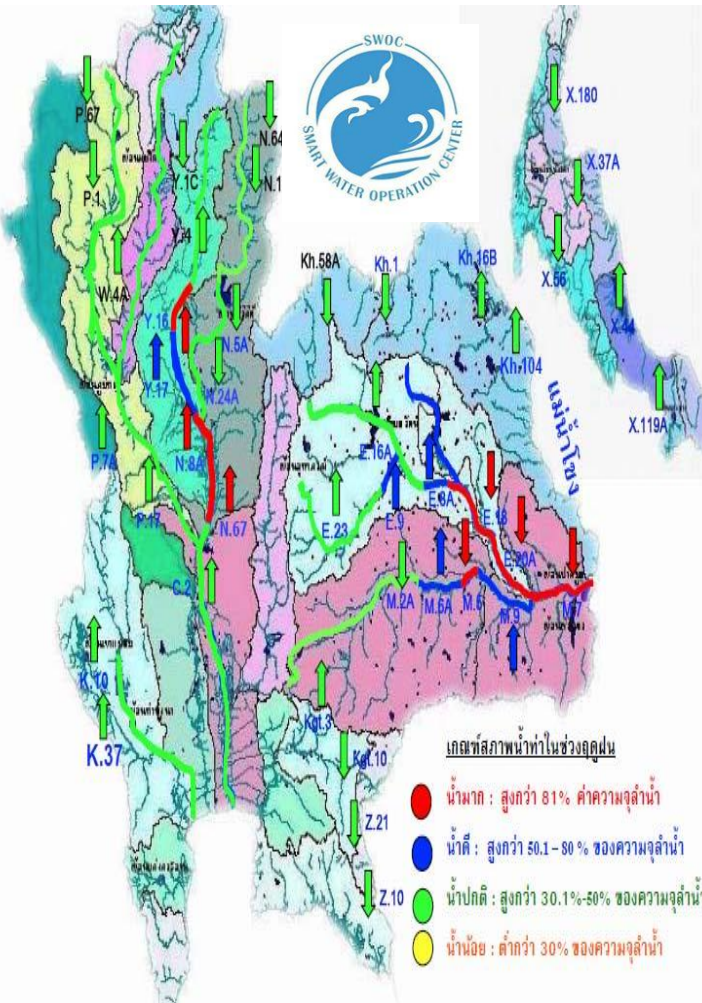 SWOC
SMART WATER OPERATION CENTER
P.67
P.1
W.4A
Y.1C
Y.4
N.64
N.1
Y.16
Y.17
N.5A
N.24A
N.8A
N.67
P.7A
P.17
C.2
K.10
K.37
Kh.58A
Kh.1
Kh.16B
Kh.104
แม่น้ำโขง
E.16A
E.23
E.9
E.8A
E.18
E.20A
M.2A
M.6A
M.5
M.9
M.7
Kgt.3
Kgt.10
Z.21
Z.10
X.180
X.37A
X.56
X.44
X.119A
เกณฑ์สภาพน้ำท่าในช่วงฤดูฝน
น้ำมาก : สูงกว่า 81% ค่าความจุลำน้ำ
น้ำดี : สูงกว่า 50.1 - 80 % ของความจุลำน้ำ
น้ำปกติ : สูงกว่า 30.1%-50% ของความจุลำน้ำ
น้ำน้อย : ต่ำกว่า 30% ของความจุลำน้ำ